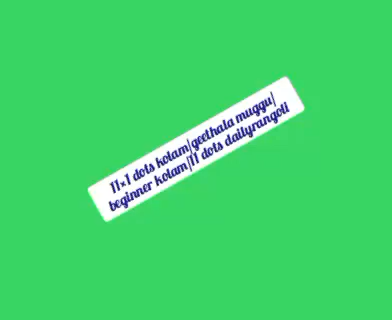 11×1 dots kolam/geethala muggu/
beginner kolam/11 dots dailyrangoli